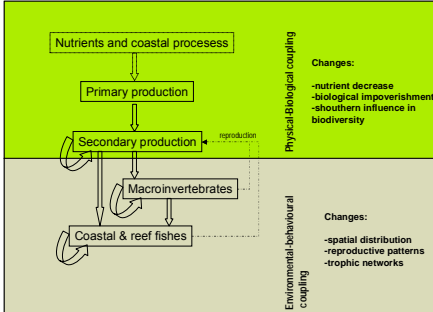 Nutrients and coastal procesess
Primary production
Secondary production
reproduction
Macroinvertebrates
Coastal & reef fishes
Physical-Biological coupling
Changes:
-nutrient decrease
-biological impoverishment
-shouthern influence in
biodiversity
Environmental-behavioural
coupling
Changes:
-spatial distribution
-reproductive patterns
-trophic networks